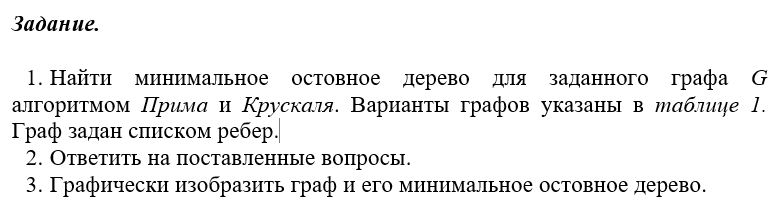 Задание.
1. Найти минимальное остовное дерево для заданного графа G
алгоритмом Прима и Крускаля. Варианты графов указаны в таблице 1.
Граф задан списком ребер.
2. Ответить на поставленные вопросы.
3. Графически изобразить граф и его минимальное остовное дерево.